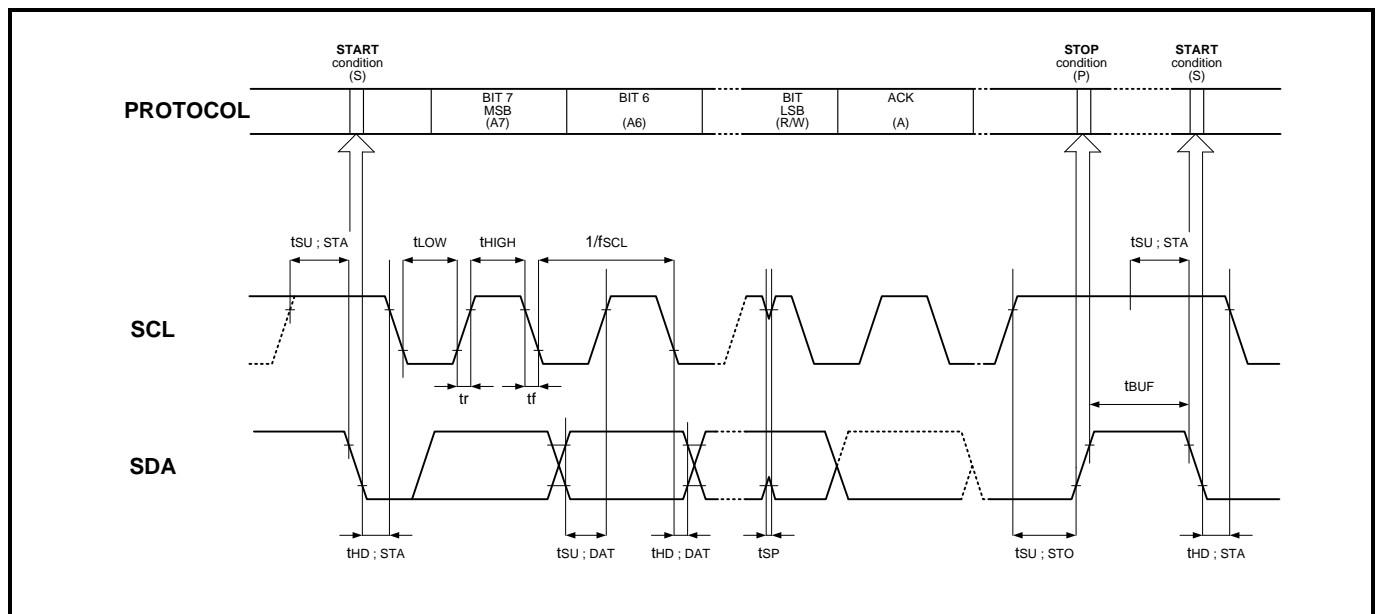 START
condition
(S)
STOP
condition
(P)
START
condition
(S)
PROTOCOL
BIT 7
MSB
(A7)
BIT 6
(A6)
BIT
LSB
(R/W)
ACK
(A)
tSU ; STA
tLOW
tHIGH
1/fSCL
tSU ; STA
SCL
tr
tf
tBUF
SDA
tHD ; STA
tSU ; DAT
tHD ; DAT
tSP
tSU ; STO
tHD ; STA